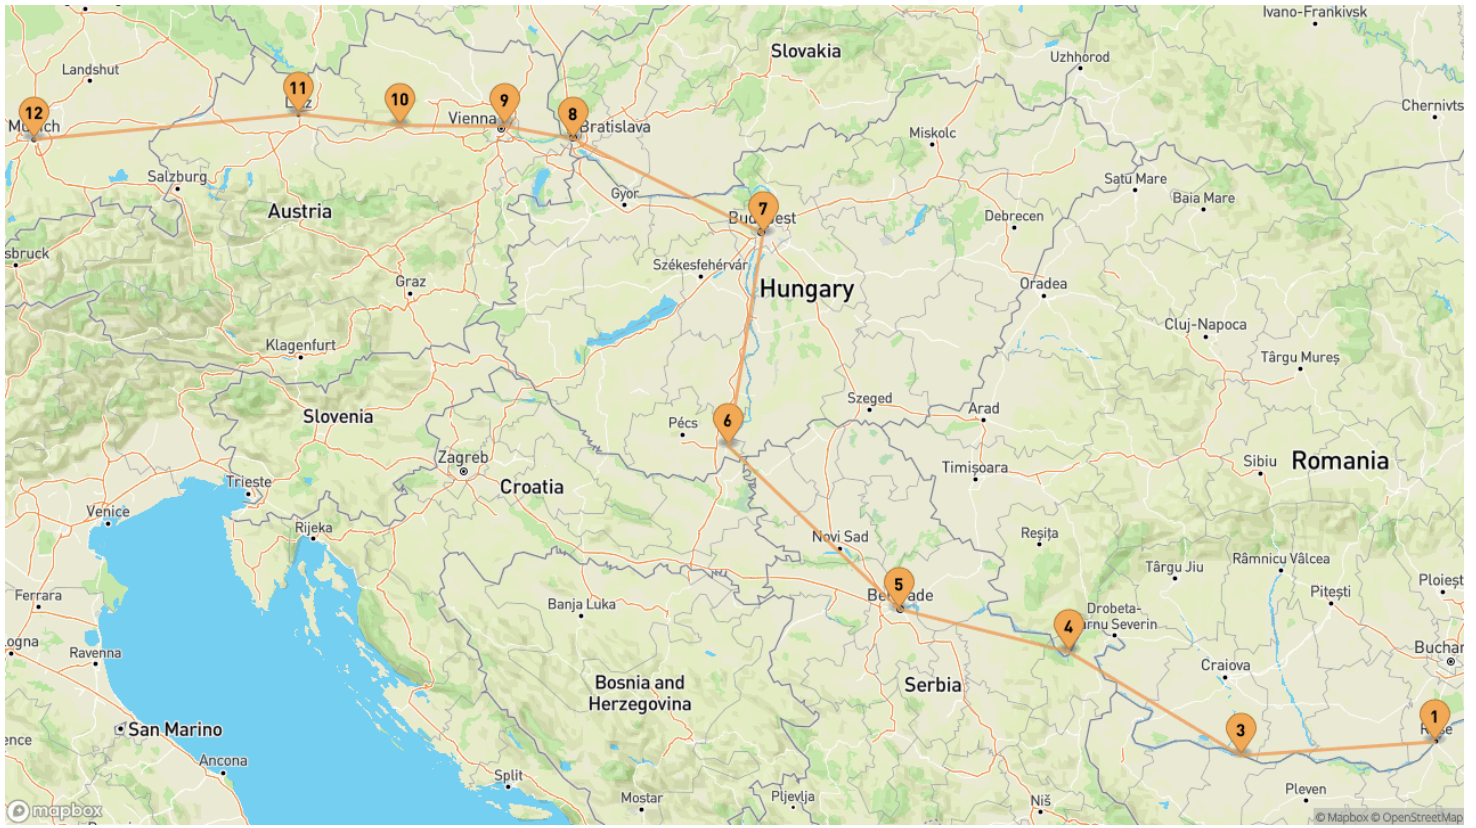 Ivano-Frankivsk
Slovakia
Uzhhorod
Landshut
11
Chernivts
10
9
12
8
Vienna
Bratislava
Miskolc
Salzburg
Satu Mare
Baia Mare
Gyor
Austria
7
Debrecen
sbruck
Székesfehérvár
Graz
Hungary
Oradea
Cluj-Napoca
Klagenfurt
Târgu Mureș
Szeged
Arad
Slovenia
6
Pécs
Zagreb
Timișoara
Sibiu
Romania
Trieste
Croatia
Venice
Rijeka
Novi Sad
Reșița
Râmnicu Vâlcea
Târgu Jiu
Ploieșt
5
Ferrara
Banja Luka
Pitești
Drobeta-
4
logna
Ravenna
Buchar
Craiova
Bosnia and
Herzegovina
Serbia
1
San Marino
3
ence
Ancona
Split
Mostar
Pljevlja
Niš
Pleven
mapbox
© Mapbox © OpenStreetMap